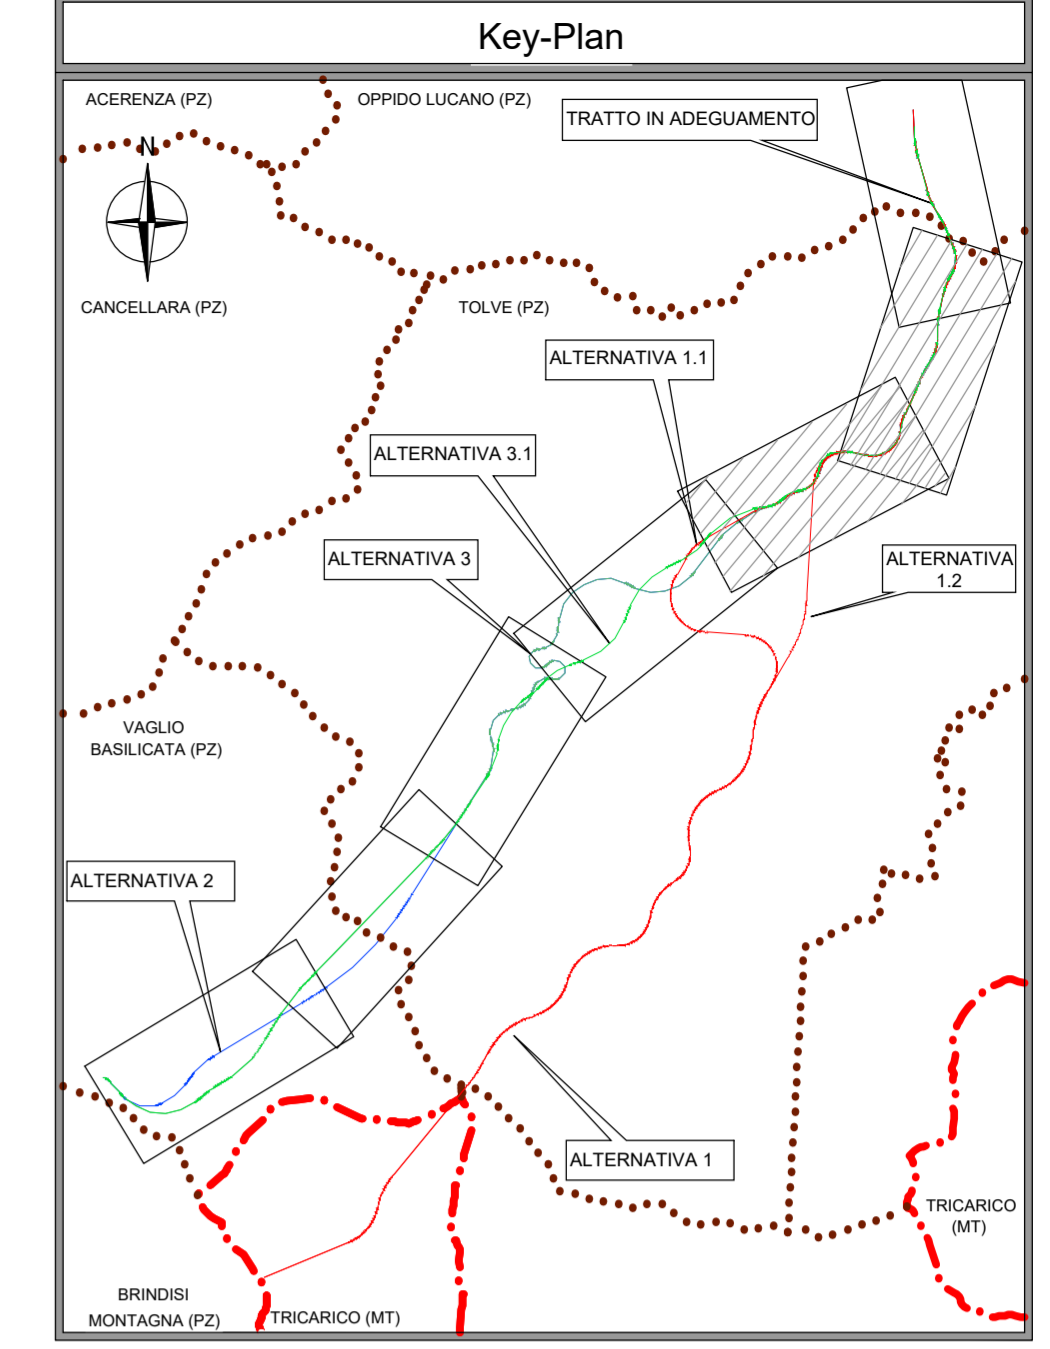 Key-Plan
ACERENZA (PZ)
OPPIDO LUCANO (PZ)
TRATTO IN ADEGUAMENTO
N
CANCELLARA (PZ)
TOLVE (PZ)
ALTERNATIVA 1.1
ALTERNATIVA 3.1
ALTERNATIVA 3
ALTERNATIVA
1.2
VAGLIO
BASILICATA (PZ)
ALTERNATIVA 2
ALTERNATIVA 1
TRICARICO
(MT)
BRINDISI
MONTAGNA (PZ)
TRICARICO (MT)